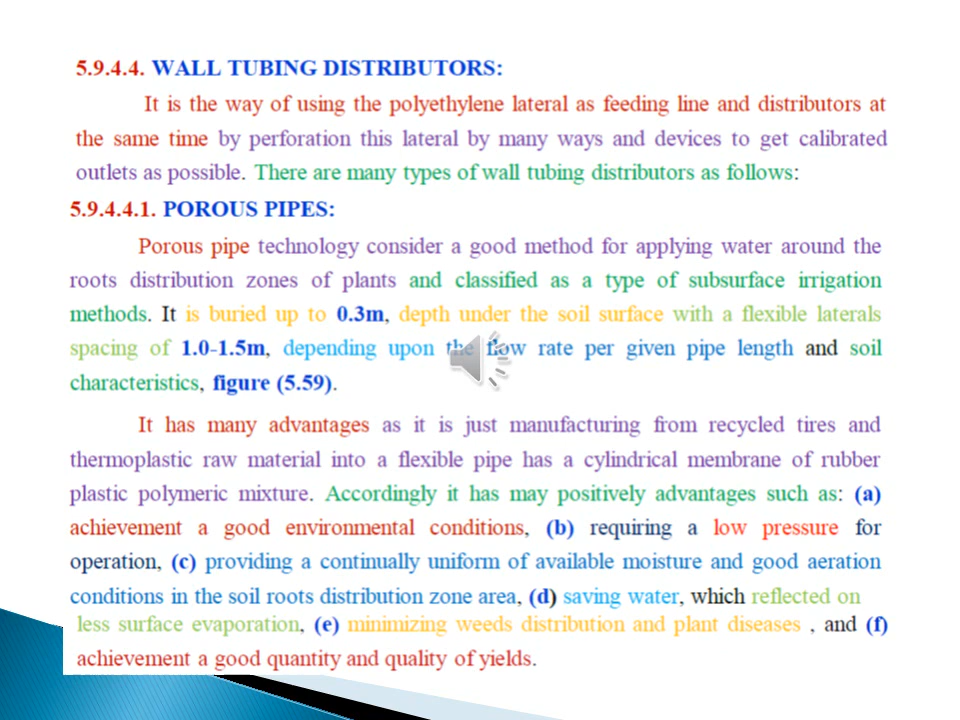 5.9.4.4. WALL TUBING DISTRIBUTORS:
It is the way of using the polyethylene lateral as feeding line and distributors at
the same time by perforation this lateral by many ways and devices to get calibrated
outlets as possible. There are many types of wall tubing distributors as follows:
5.9.4.4.1. POROUS PIPES:
Porous pipe technology consider a good method for applying water around the
roots distribution zones of plants and classified as a type of subsurface irrigation
methods. It is buried up to 0.3m, depth under the soil surface with a flexible laterals
spacing of 1.0-1.5m, depending upon the flow rate per given pipe length and soil
characteristics, figure (5.59).
It has many advantages as it is just manufacturing from recycled tires and
thermoplastic raw material into a flexible pipe has a cylindrical membrane of rubber
plastic polymeric mixture. Accordingly it has may positively advantages such as: (a)
achievement a good environmental conditions, (b) requiring a low pressure for
operation, (c) providing a continually uniform of available moisture and good aeration
conditions in the soil roots distribution zone area, (d) saving water, which reflected on
less surface evaporation, (e) minimizing weeds distribution and plant diseases , and (f)
achievement a good quantity and quality of yields.